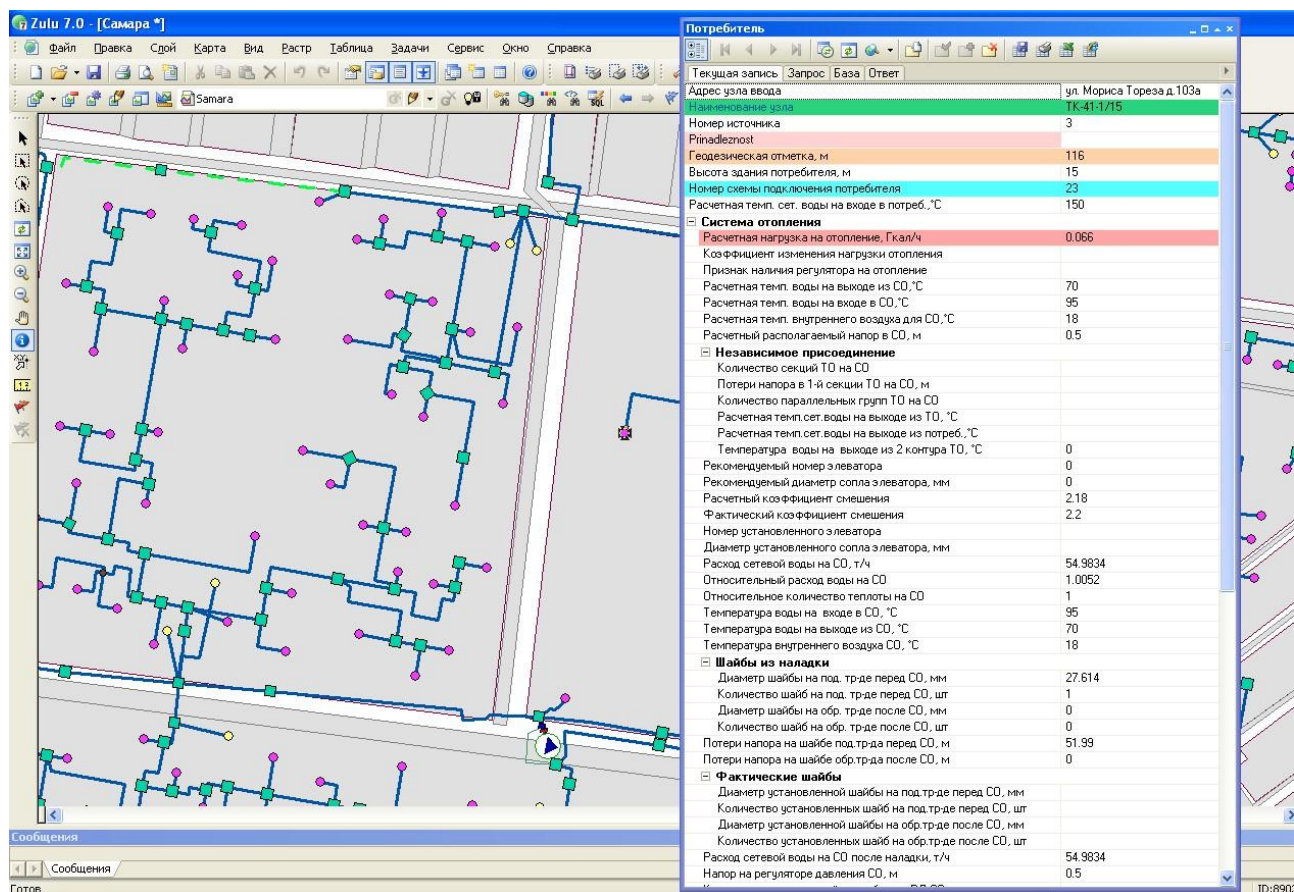 Zulu 7.0 - [Самара *]
Файл Правка Слой Карта Вид Растр Таблица Задачи Сервис Окно Справка
Samara
SQL
Потребитель
Текущая запись Запрос База Ответ
Адрес узла ввода ул. Мориса Тореза д.103а
Наименование узла ТК-41-1/15
Номер источника 3
Prinadleznost
Геодезическая отметка, м 116
Высота здания потребителя, м 15
Номер схемы подключения потребителя 23
Расчетная темп. сет. воды на входе в потреб.,°C 150
Система отопления
Расчетная нагрузка на отопление, Гкал/ч 0.066
Коэффициент изменения нагрузки отопления
Признак наличия регулятора на отопление
Расчетная темп. воды на выходе из СО,°C 70
Расчетная темп. воды на входе в СО,°C 95
Расчетная темп. внутреннего воздуха для СО,°C 18
Расчетный располагаемый напор в СО, м 0.5
Независимое присоединение
Количество секций ТО на СО
Потери напора в 1-й секции ТО на СО, м
Количество параллельных групп ТО на СО
Расчетная темп.сет.воды на выходе из ТО, °C
Расчетная темп.сет.воды на выходе из потреб.,°C
Температура воды на выходе из 2 контура ТО, °C 0
Рекомендуемый номер элеватора 0
Рекомендуемый диаметр сопла элеватора, мм 0
Расчетный коэффициент смешения 2.18
Фактический коэффициент смешения 2.2
Номер установленного элеватора
Диаметр установленного сопла элеватора, мм
Расход сетевой воды на СО, т/ч 54.9834
Относительный расход воды на СО 1.0052
Относительное количество теплоты на СО 1
Температура воды на входе в СО, °C 95
Температура воды на выходе из СО, °C 70
Температура внутреннего воздуха СО, °C 18
Шайбы из наладки
Диаметр шайбы на под. тр-де перед СО, мм 27.614
Количество шайб на под. тр-де перед СО, шт 1
Диаметр шайбы на обр. тр-де после СО, мм 0
Количество шайб на обр. тр-де после СО, шт 0
Потери напора на шайбе под.тр-да перед СО, м 51.99
Потери напора на шайбе обр.тр-да после СО, м 0
Фактические шайбы
Диаметр установленной шайбы на под.тр-де перед СО, мм
Количество установленных шайб на под.тр-де перед СО, шт
Диаметр установленной шайбы на обр.тр-де после СО, мм
Количество установленных шайб на обр.тр-де после СО, шт
Расход сетевой воды на СО после наладки, т/ч 54.9834
Напор на регуляторе давления СО, м 0.5
Сообщения
Сообщения
Готов